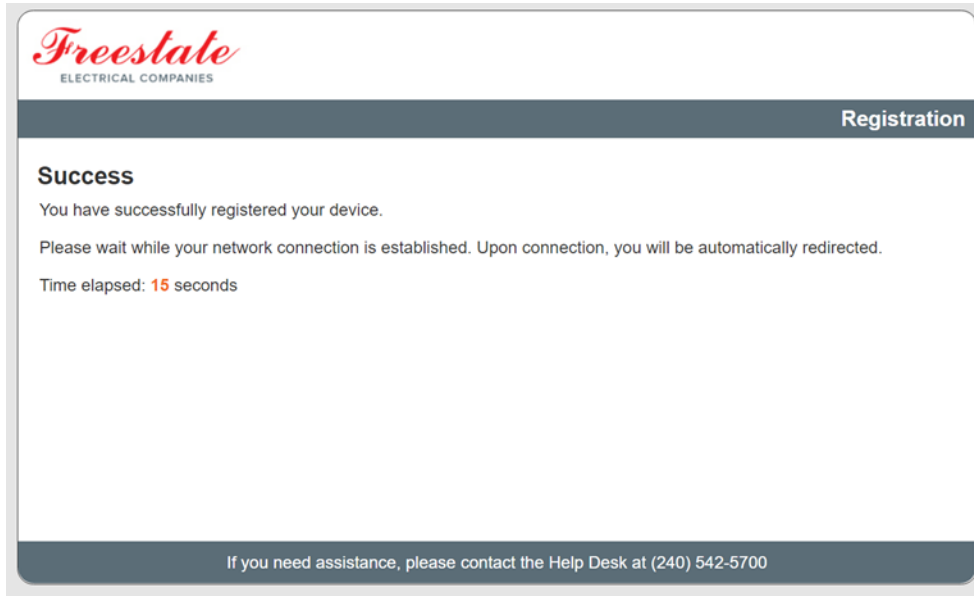 Freestate
ELECTRICAL COMPANIES
Registration
Success
You have successfully registered your device.
Please wait while your network connection is established. Upon connection, you will be automatically redirected.
Time elapsed: 15 seconds
If you need assistance, please contact the Help Desk at (240) 542-5700